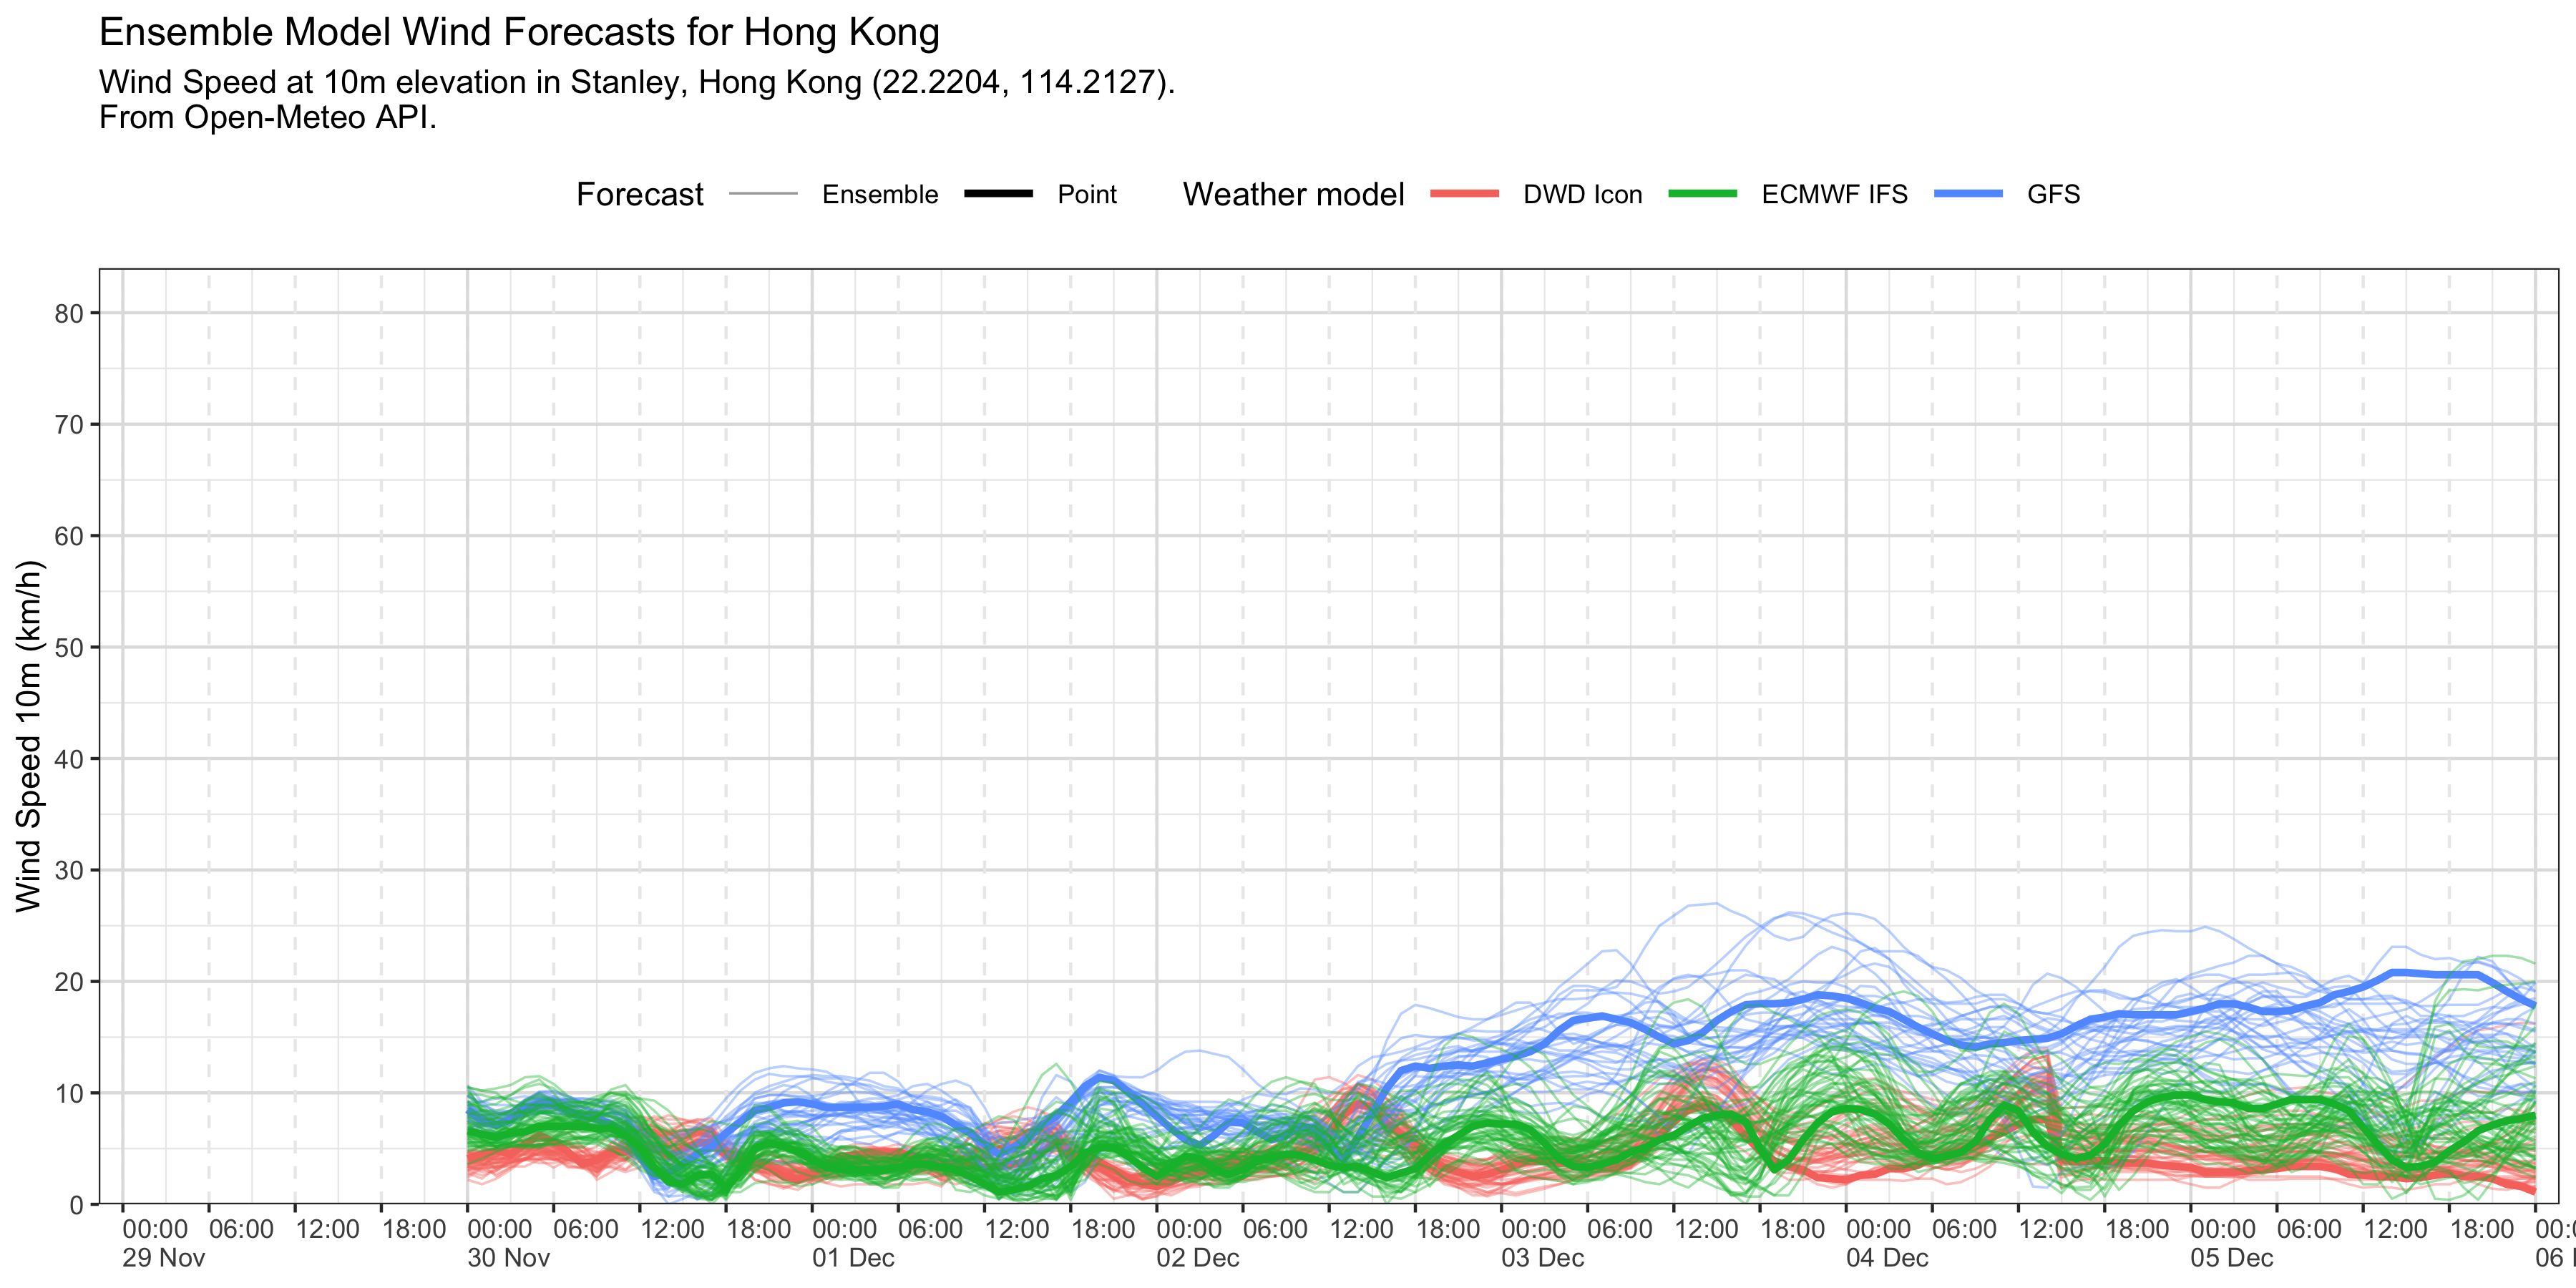 Ensemble Model Wind Forecasts for Hong Kong
Wind Speed at 10m elevation in Stanley, Hong Kong (22.2204, 114.2127).
From Open-Meteo API.
Forecast Ensemble Point Weather model DWD Icon ECMWF IFS GFS
Wind Speed 10m (km/h)
80
70
60
50
40
30
20
10
0
00:00 06:00 12:00 18:00 00:00 06:00 12:00 18:00 00:00 06:00 12:00 18:00 00:00 06:00 12:00 18:00 00:00 06:00 12:00 18:00 00:00 06:00 12:00 18:00 00:00 06:00 12:00 18:00
29 Nov 30 Nov 01 Dec 02 Dec 03 Dec 04 Dec 05 Dec 06